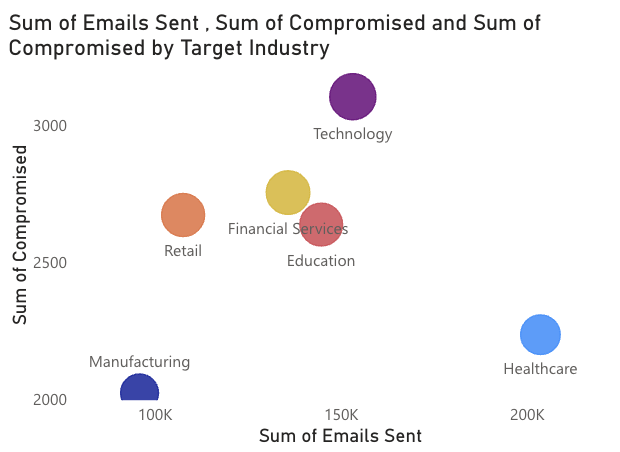 Sum of Emails Sent , Sum of Compromised and Sum of
Compromised by Target Industry
3000
Technology
Sum of Compromised
Financial Services
Retail
Education
2500
Healthcare
Manufacturing
2000
100K
150K
200K
Sum of Emails Sent